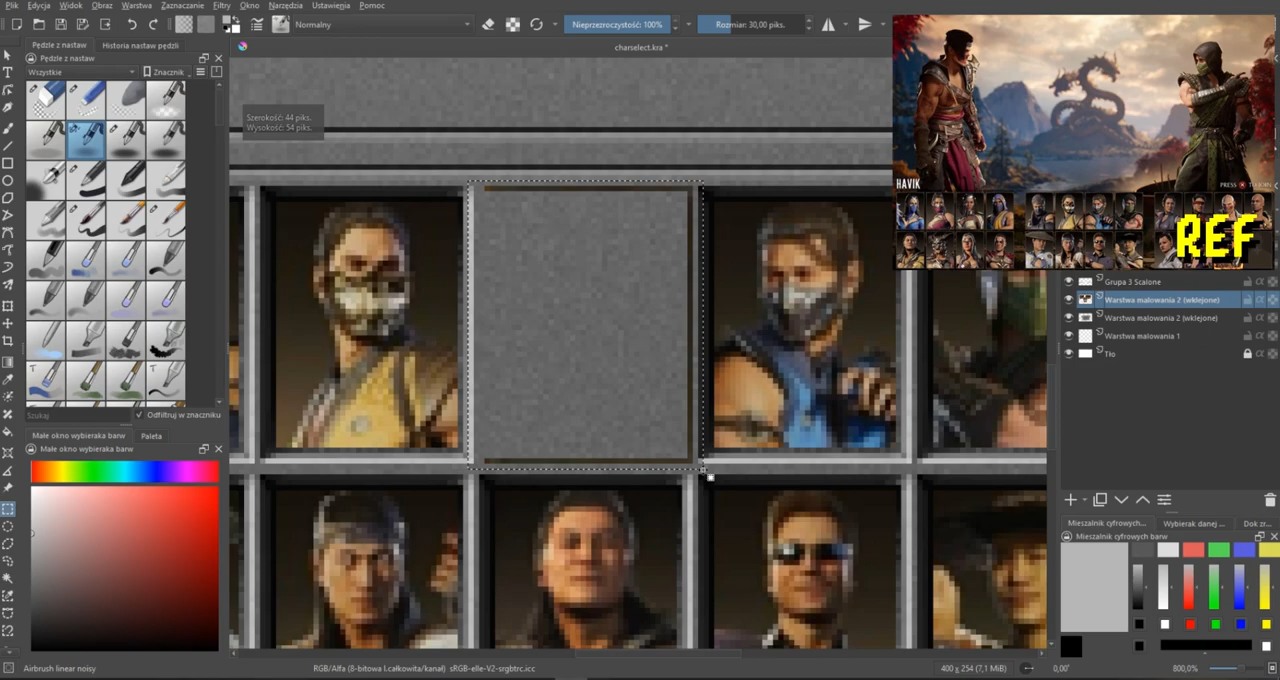 Plik Edycja Widok Obraz Warstwa Zaznaczanie Filtry Okno Narzędzia Ustawienia Pomoc
Normalny
Nieprzezroczystość: 100%
Rozmiar: 30,00 piks.
Pędzle z nastaw
Historia nastaw pędzli
charselect.kra *
Pędzle z nastaw
Wszystkie
Znacznik
Szerokość: 44 piks.
Wysokość: 54 piks.
HAVIK
REF
Grupa 3 Scalone
Warstwa malowania 2 (wklejone)
Warstwa malowania 2 (wklejone)
Warstwa malowania 1
Tło
Szukaj
Odfiltruj w znaczniku
Małe okno wybieraka barw
Paleta
Małe okno wybieraka barw
Mieszalnik cyfrowych...
Wybierak danej ...
Dok zr...
Mieszalnik cyfrowych barw
Airbrush linear noisy
RGB/Alfa (8-bitowa l.całkowita/kanał) sRGB-elle-V2-srgbtrc.icc
400 x 254 (7,1 MiB)
0,00°
800,0%